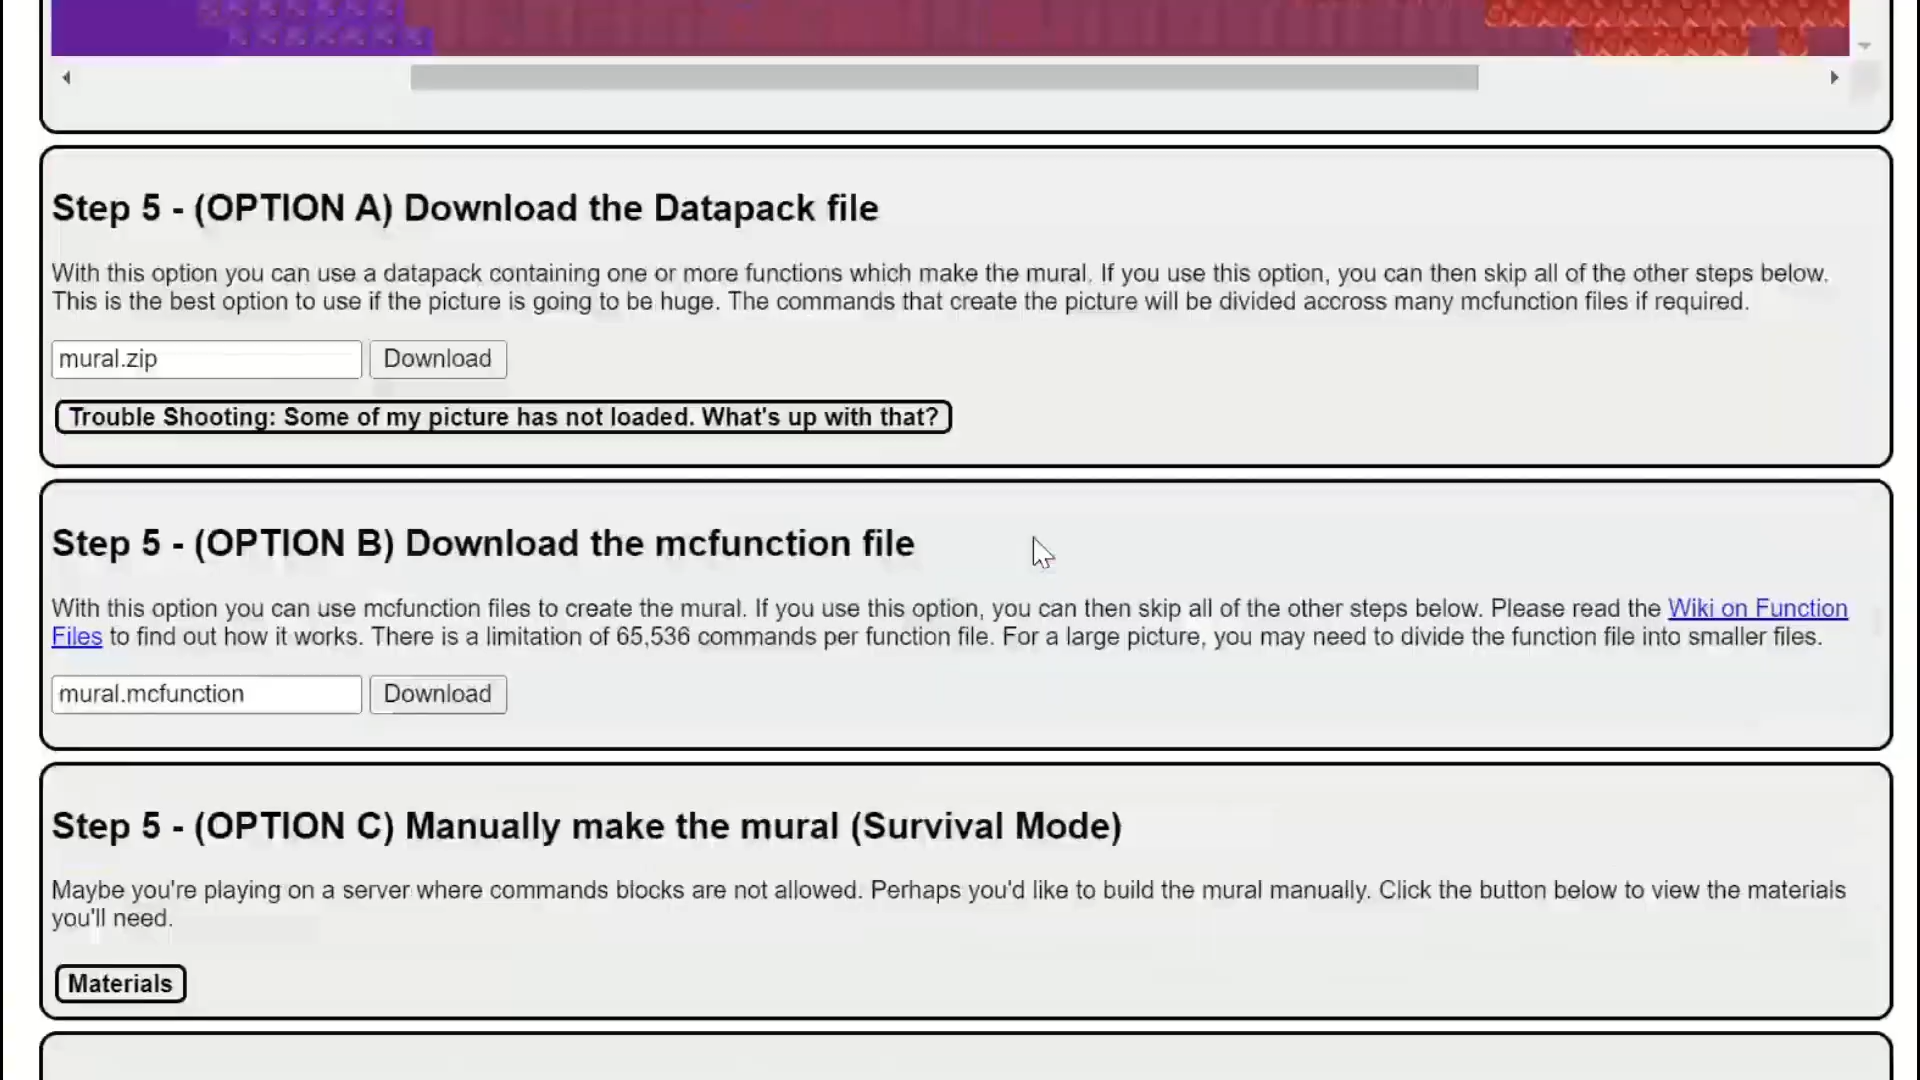 Step 5 - (OPTION A) Download the Datapack file
With this option you can use a datapack containing one or more functions which make the mural. If you use this option, you can then skip all of the other steps below.
This is the best option to use if the picture is going to be huge. The commands that create the picture will be divided accross many mcfunction files if required.
mural.zip Download
Trouble Shooting: Some of my picture has not loaded. What's up with that?
Step 5 - (OPTION B) Download the mcfunction file
With this option you can use mcfunction files to create the mural. If you use this option, you can then skip all of the other steps below. Please read the Wiki on Function
Files to find out how it works. There is a limitation of 65,536 commands per function file. For a large picture, you may need to divide the function file into smaller files.
mural.mcfunction Download
Step 5 - (OPTION C) Manually make the mural (Survival Mode)
Maybe you're playing on a server where commands blocks are not allowed. Perhaps you'd like to build the mural manually. Click the button below to view the materials
you'll need.
Materials